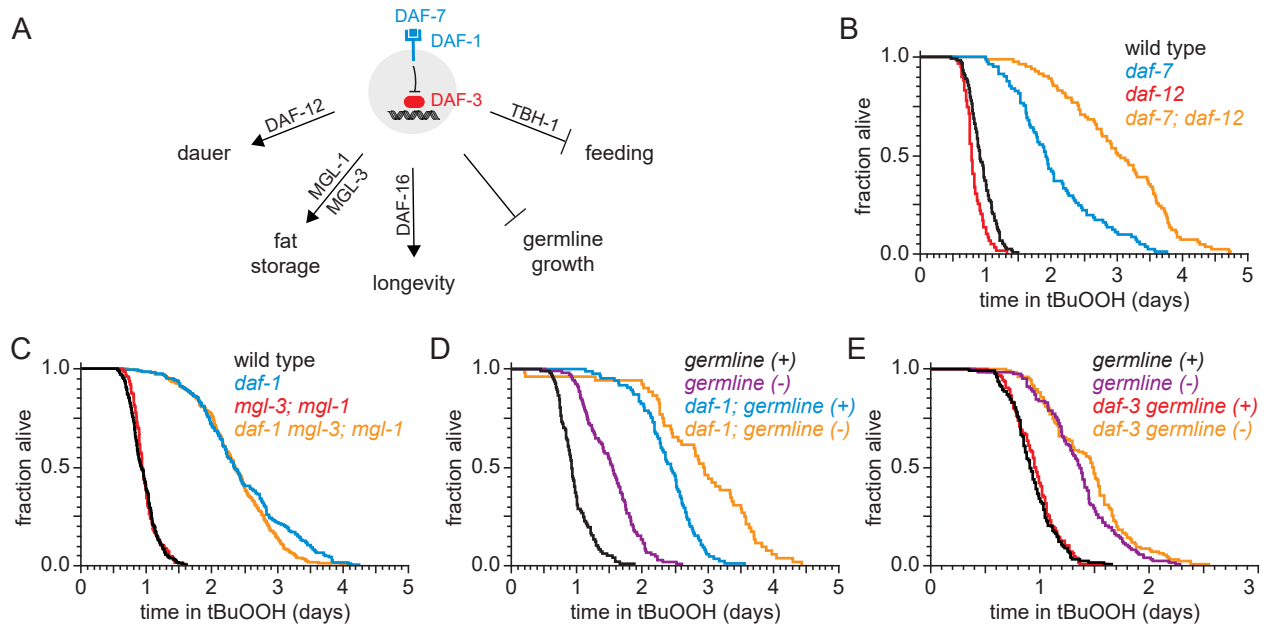 A
DAF-7
DAF-1
DAF-3
DAF-12
TBH-1
dauer
feeding
MGL-1
MGL-3
DAF-16
fat
storage
longevity
germline
growth
B
wild type
daf-7
daf-12
daf-7; daf-12
1.0
0.5
0.0
fraction alive
0 1 2 3 4 5
time in tBuOOH (days)
C
wild type
daf-1
mgl-3; mgl-1
daf-1 mgl-3; mgl-1
1.0
0.5
0.0
fraction alive
0 1 2 3 4 5
time in tBuOOH (days)
D
germline (+)
germline (-)
daf-1; germline (+)
daf-1; germline (-)
1.0
0.5
0.0
fraction alive
0 1 2 3 4 5
time in tBuOOH (days)
E
germline (+)
germline (-)
daf-3 germline (+)
daf-3 germline (-)
1.0
0.5
0.0
fraction alive
0 1 2 3
time in tBuOOH (days)